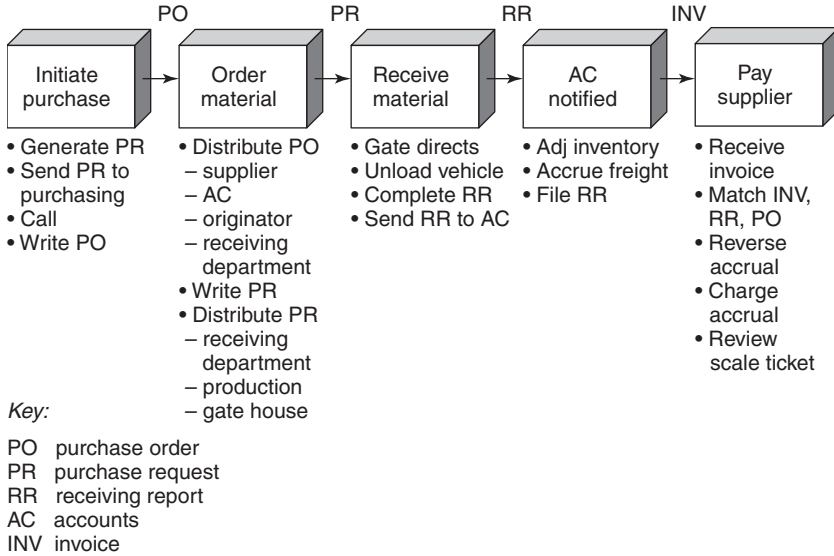 PO
PR
RR
INV
Initiate
purchase
Order
material
Receive
material
AC
notified
Pay
supplier
• Generate PR
• Send PR to
purchasing
• Call
• Write PO
• Distribute PO
– supplier
– AC
– originator
– receiving
department
• Write PR
• Distribute PR
– receiving
department
– production
– gate house
• Gate directs
• Unload vehicle
• Complete RR
• Send RR to AC
• Adj inventory
• Accrue freight
• File RR
• Receive
invoice
• Match INV,
RR, PO
• Reverse
accrual
• Charge
accrual
• Review
scale ticket
Key:
PO purchase order
PR purchase request
RR receiving report
AC accounts
INV invoice